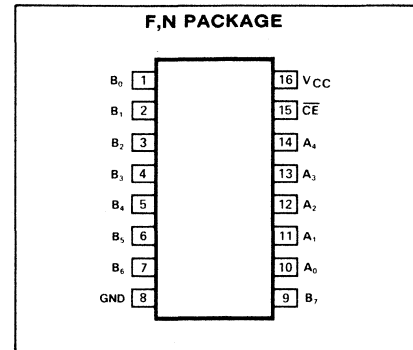 F,N PACKAGE
B₀ 1 16 VCC
B₁ 2 15 C̅E̅
B₂ 3 14 A₄
B₃ 4 13 A₃
B₄ 5 12 A₂
B₅ 6 11 A₁
B₆ 7 10 A₀
GND 8 9 B₇